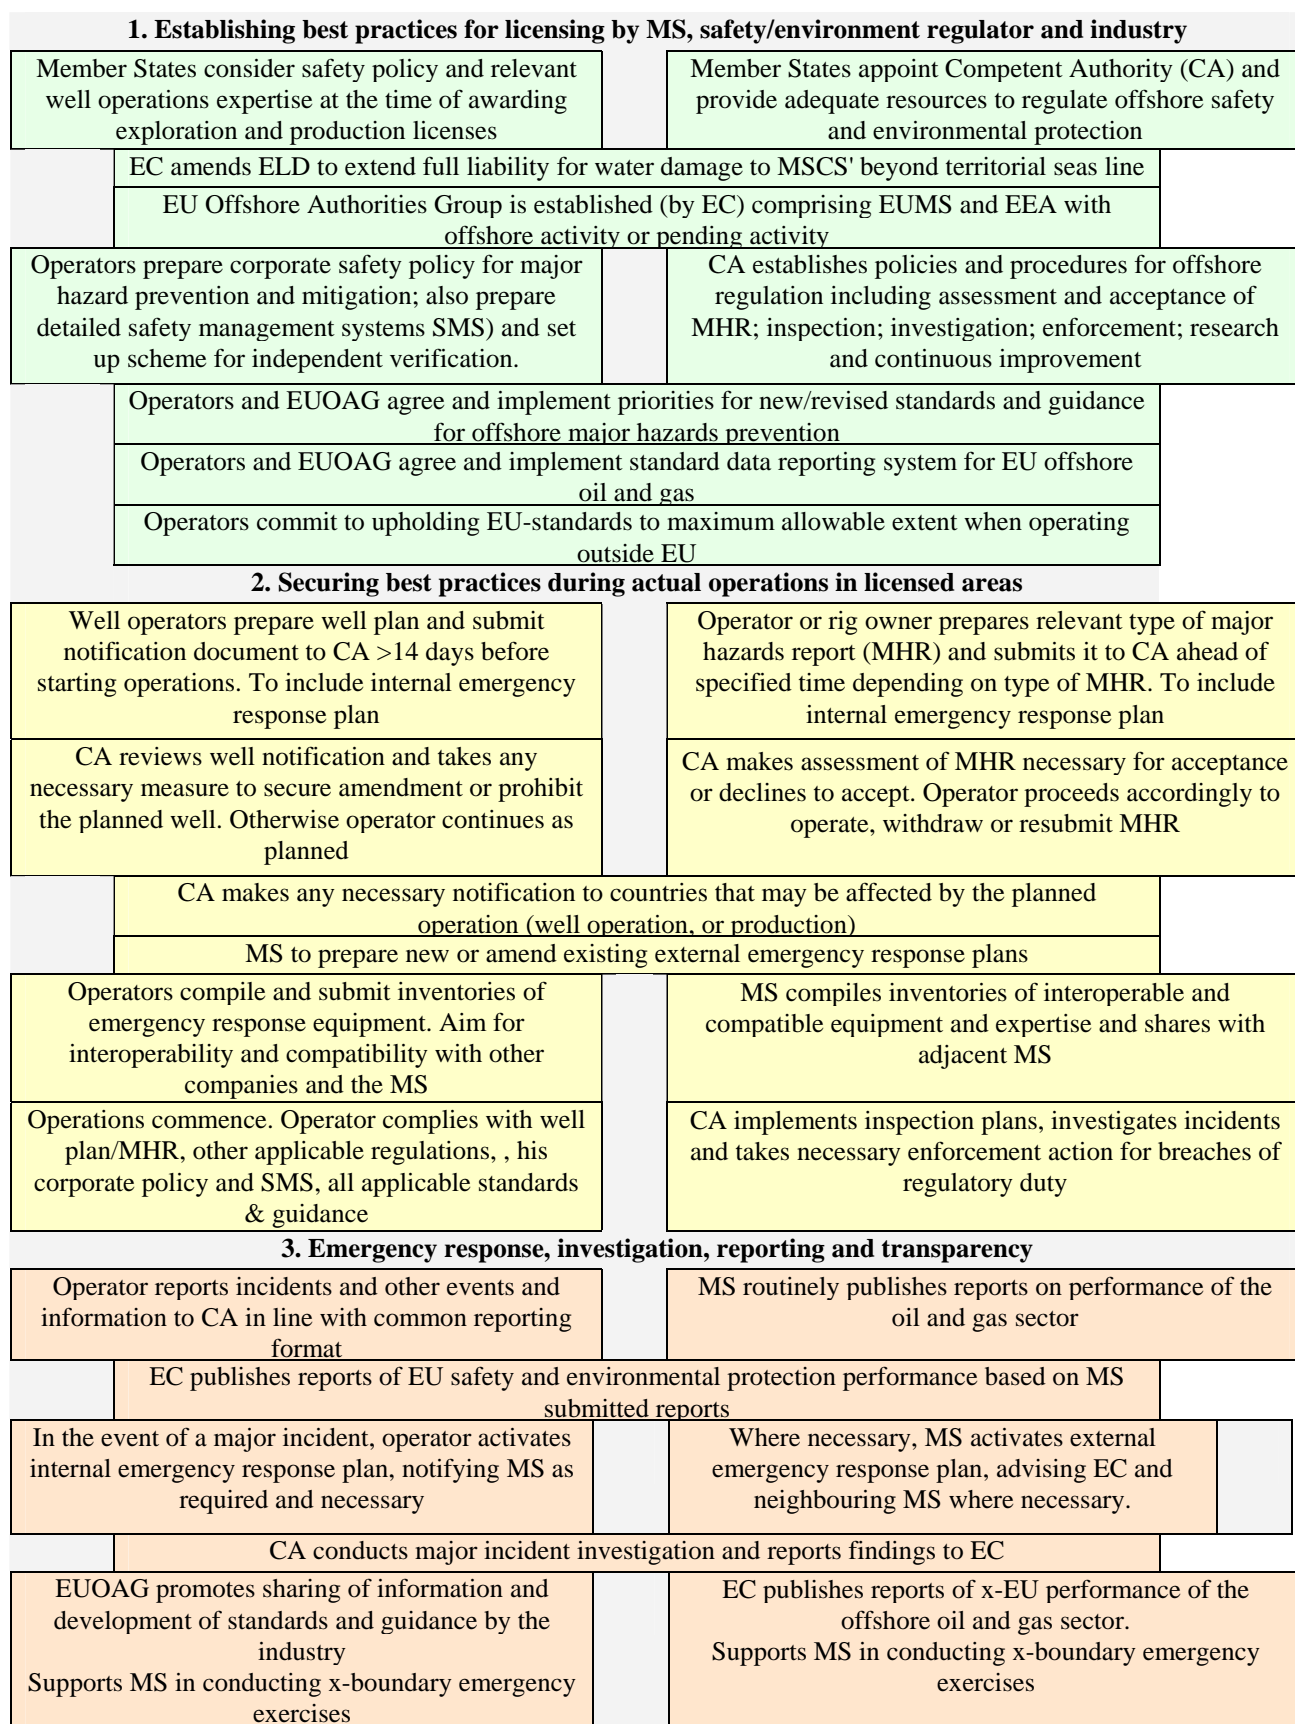 1. Establishing best practices for licensing by MS, safety/environment regulator and industry
Member States consider safety policy and relevant
well operations expertise at the time of awarding
exploration and production licenses
Member States appoint Competent Authority (CA) and
provide adequate resources to regulate offshore safety
and environmental protection
EC amends ELD to extend full liability for water damage to MSCS' beyond territorial seas line
EU Offshore Authorities Group is established (by EC) comprising EUMS and EEA with
offshore activity or pending activity
Operators prepare corporate safety policy for major
hazard prevention and mitigation; also prepare
detailed safety management systems SMS) and set
up scheme for independent verification.
CA establishes policies and procedures for offshore
regulation including assessment and acceptance of
MHR; inspection; investigation; enforcement; research
and continuous improvement
Operators and EUOAG agree and implement priorities for new/revised standards and guidance
for offshore major hazards prevention
Operators and EUOAG agree and implement standard data reporting system for EU offshore
oil and gas
Operators commit to upholding EU-standards to maximum allowable extent when operating
outside EU
2. Securing best practices during actual operations in licensed areas
Well operators prepare well plan and submit
notification document to CA >14 days before
starting operations. To include internal emergency
response plan
Operator or rig owner prepares relevant type of major
hazards report (MHR) and submits it to CA ahead of
specified time depending on type of MHR. To include
internal emergency response plan
CA reviews well notification and takes any
necessary measure to secure amendment or prohibit
the planned well. Otherwise operator continues as
planned
CA makes assessment of MHR necessary for acceptance
or declines to accept. Operator proceeds accordingly to
operate, withdraw or resubmit MHR
CA makes any necessary notification to countries that may be affected by the planned
operation (well operation, or production)
MS to prepare new or amend existing external emergency response plans
Operators compile and submit inventories of
emergency response equipment. Aim for
interoperability and compatibility with other
companies and the MS
MS compiles inventories of interoperable and
compatible equipment and expertise and shares with
adjacent MS
Operations commence. Operator complies with well
plan/MHR, other applicable regulations, , his
corporate policy and SMS, all applicable standards
& guidance
CA implements inspection plans, investigates incidents
and takes necessary enforcement action for breaches of
regulatory duty
3. Emergency response, investigation, reporting and transparency
Operator reports incidents and other events and
information to CA in line with common reporting
format
MS routinely publishes reports on performance of the
oil and gas sector
EC publishes reports of EU safety and environmental protection performance based on MS
submitted reports
In the event of a major incident, operator activates
internal emergency response plan, notifying MS as
required and necessary
Where necessary, MS activates external
emergency response plan, advising EC and
neighbouring MS where necessary.
CA conducts major incident investigation and reports findings to EC
EUOAG promotes sharing of information and
development of standards and guidance by the
industry
Supports MS in conducting x-boundary emergency
exercises
EC publishes reports of x-EU performance of the
offshore oil and gas sector.
Supports MS in conducting x-boundary emergency
exercises